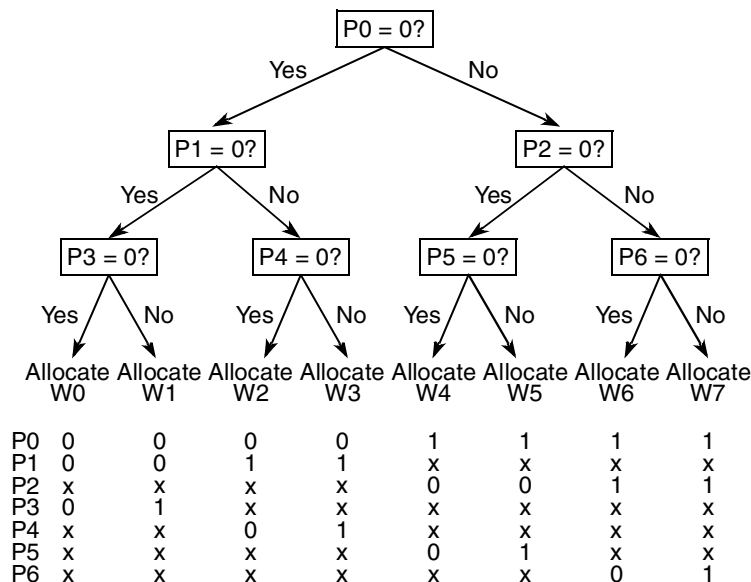 P0 = 0?
Yes No
P1 = 0? P2 = 0?
Yes No Yes No
P3 = 0? P4 = 0? P5 = 0? P6 = 0?
Yes No Yes No Yes No Yes No
Allocate Allocate Allocate Allocate Allocate Allocate Allocate Allocate
W0 W1 W2 W3 W4 W5 W6 W7
P0 0 0 0 0 1 1 1 1
P1 0 0 1 1 x x x x
P2 x x x x 0 0 1 1
P3 0 1 x x x x x x
P4 x x 0 1 x x x x
P5 x x x x 0 1 x x
P6 x x x x x x 0 1